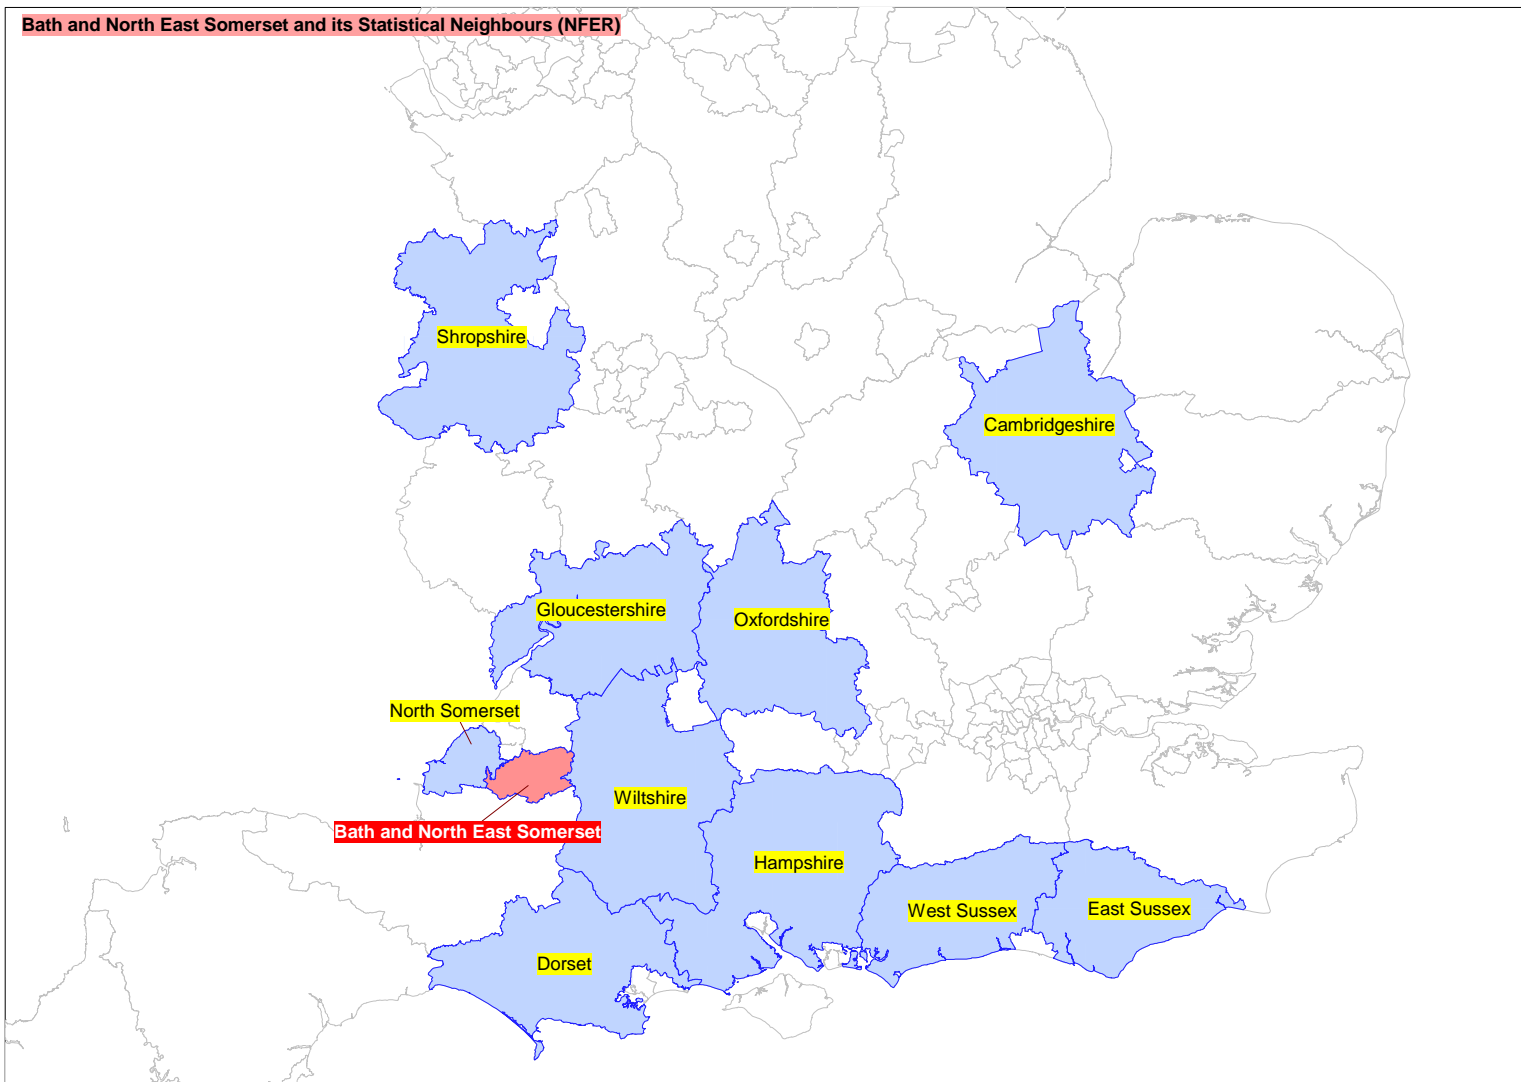 Bath and North East Somerset and its Statistical Neighbours (NFER)
Shropshire
Cambridgeshire
Gloucestershire
Oxfordshire
North Somerset
Wiltshire
Bath and North East Somerset
Hampshire
West Sussex
East Sussex
Dorset